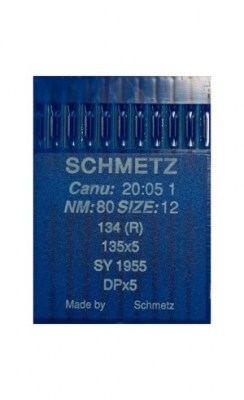 SCHMETZ
Canu: 20:05 1
NM:80 SIZE:12
134 (R)
135x5
SY 1955
DPx5
Made by Schmetz